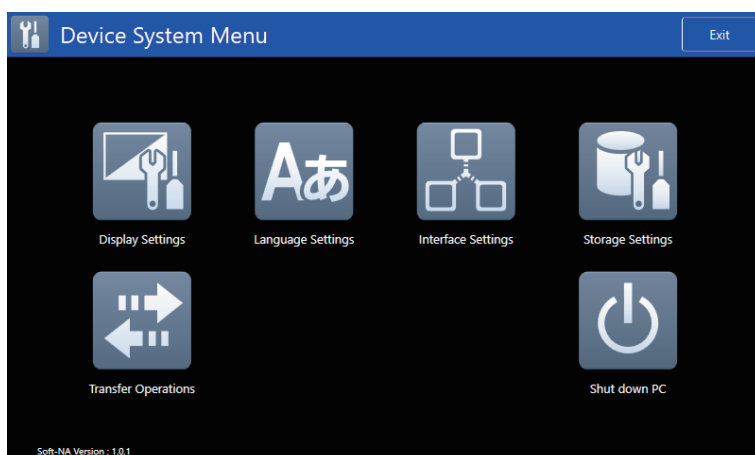 Device System Menu
Exit
Aあ
Display Settings
Language Settings
Interface Settings
Storage Settings
Transfer Operations
Shut down PC
Soft-NA Version : 1.0.1